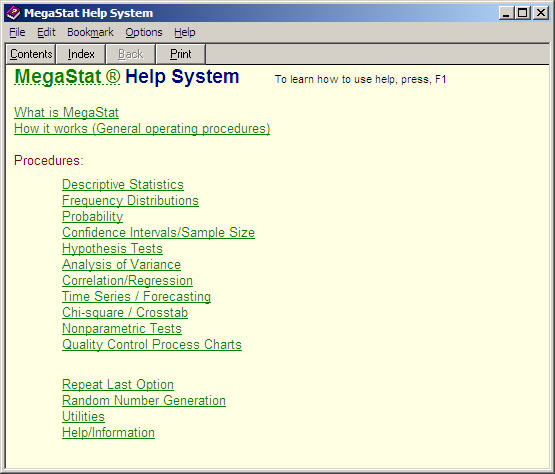 MegaStat Help System
File Edit Bookmark Options Help
Contents Index Back Print
MegaStat ® Help System To learn how to use help, press, F1
What is MegaStat
How it works (General operating procedures)
Procedures:
Descriptive Statistics
Frequency Distributions
Probability
Confidence Intervals/Sample Size
Hypothesis Tests
Analysis of Variance
Correlation/Regression
Time Series / Forecasting
Chi-square / Crosstab
Nonparametric Tests
Quality Control Process Charts
Repeat Last Option
Random Number Generation
Utilities
Help/Information